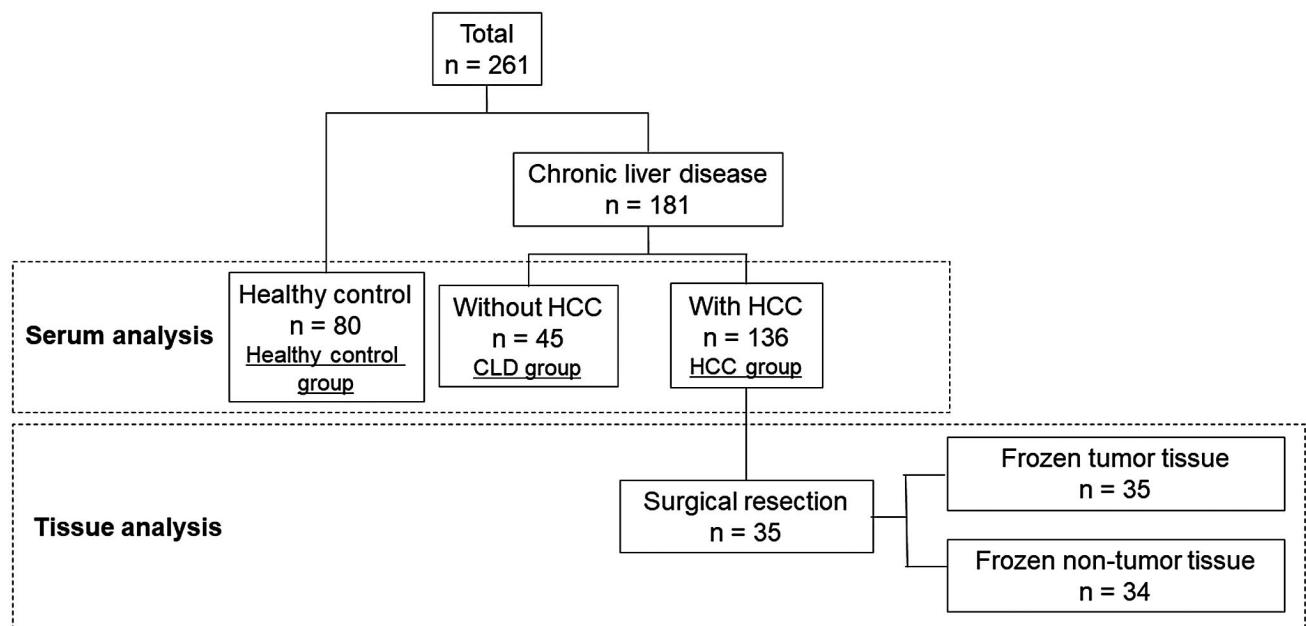 Total
n = 261
Chronic liver disease
n = 181
Serum analysis
Healthy control
n = 80
Healthy control
group
Without HCC
n = 45
CLD group
With HCC
n = 136
HCC group
Tissue analysis
Surgical resection
n = 35
Frozen tumor tissue
n = 35
Frozen non-tumor tissue
n = 34